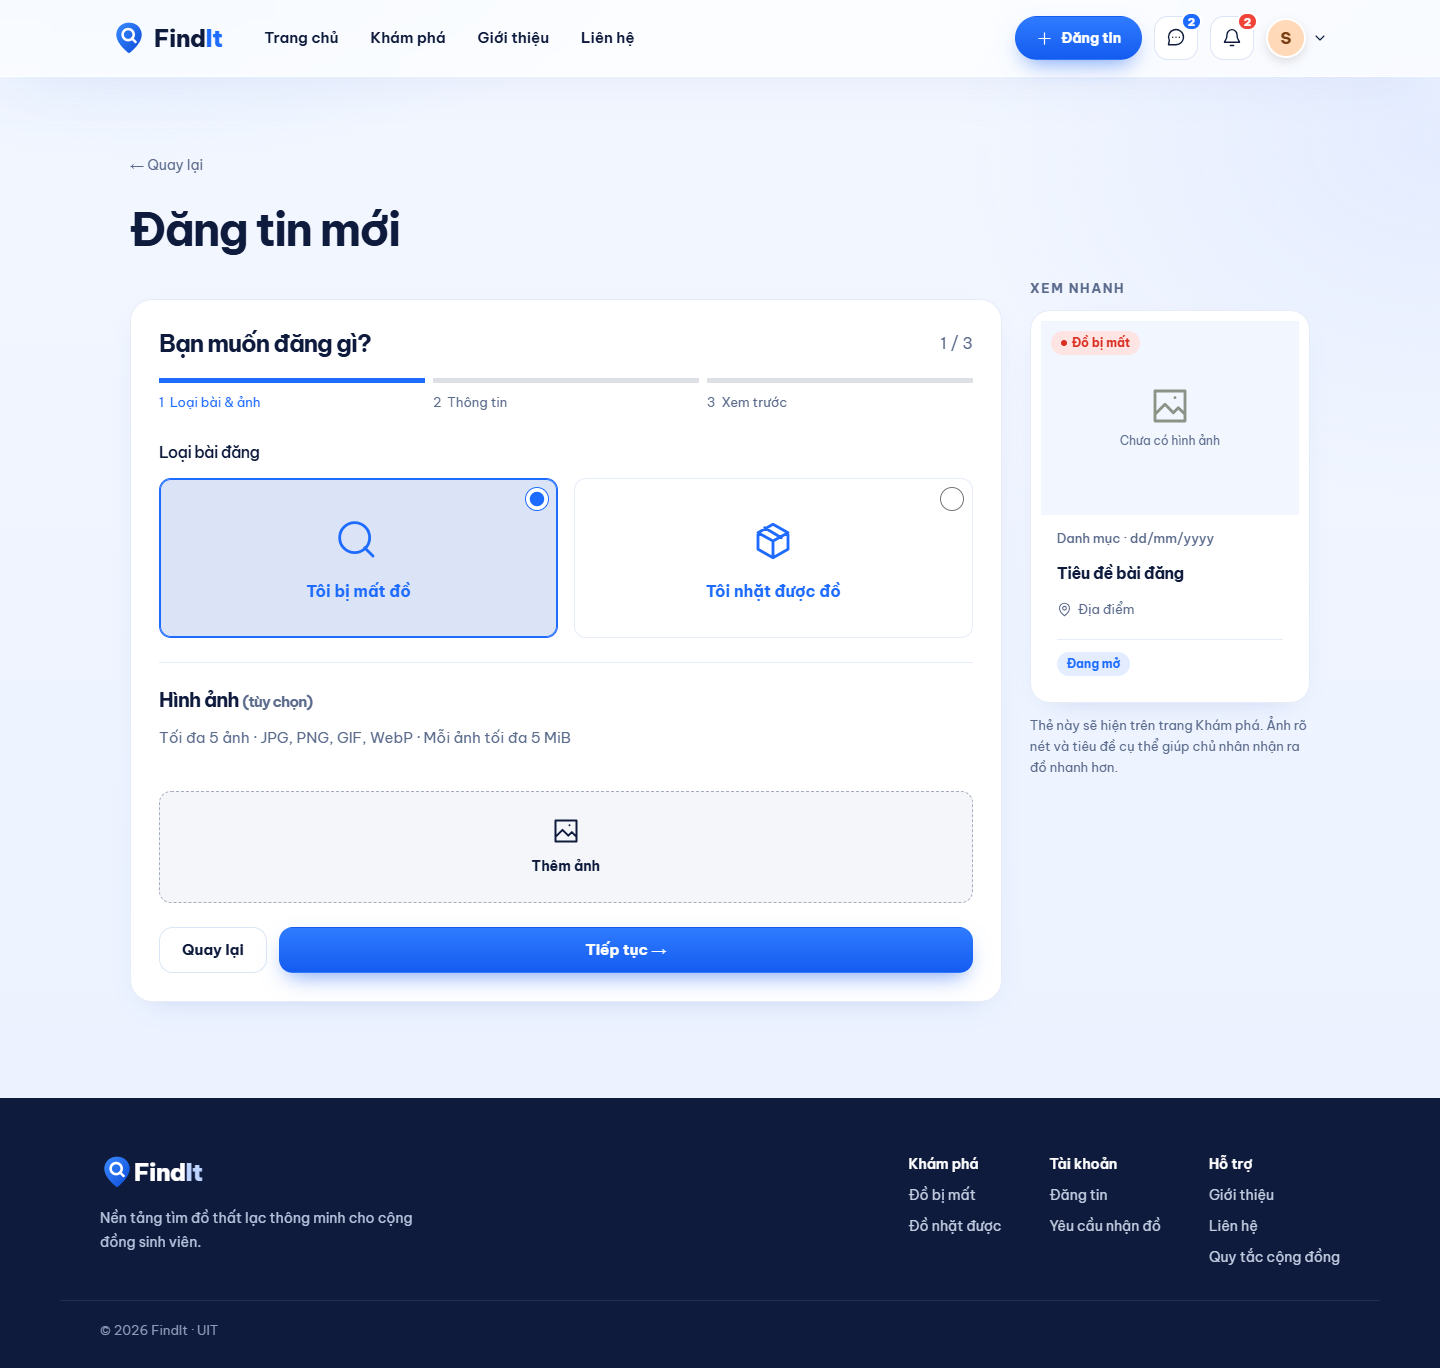 FindIt
Trang chủ
Khám phá
Giới thiệu
Liên hệ
Đăng tin
2
2
S
← Quay lại
Đăng tin mới
Bạn muốn đăng gì?
1 / 3
1 Loại bài & ảnh
2 Thông tin
3 Xem trước
Loại bài đăng
Tôi bị mất đồ
Tôi nhặt được đồ
Hình ảnh (tùy chọn)
Tối đa 5 ảnh · JPG, PNG, GIF, WebP · Mỗi ảnh tối đa 5 MiB
Thêm ảnh
Quay lại
Tiếp tục →
XEM NHANH
Đồ bị mất
Chưa có hình ảnh
Danh mục · dd/mm/yyyy
Tiêu đề bài đăng
Địa điểm
Đang mở
Thẻ này sẽ hiện trên trang Khám phá. Ảnh rõ
nét và tiêu đề cụ thể giúp chủ nhân nhận ra
đồ nhanh hơn.
FindIt
Nền tảng tìm đồ thất lạc thông minh cho cộng
đồng sinh viên.
Khám phá
Đồ bị mất
Đồ nhặt được
Tài khoản
Đăng tin
Yêu cầu nhận đồ
Hỗ trợ
Giới thiệu
Liên hệ
Quy tắc cộng đồng
© 2026 FindIt · UIT